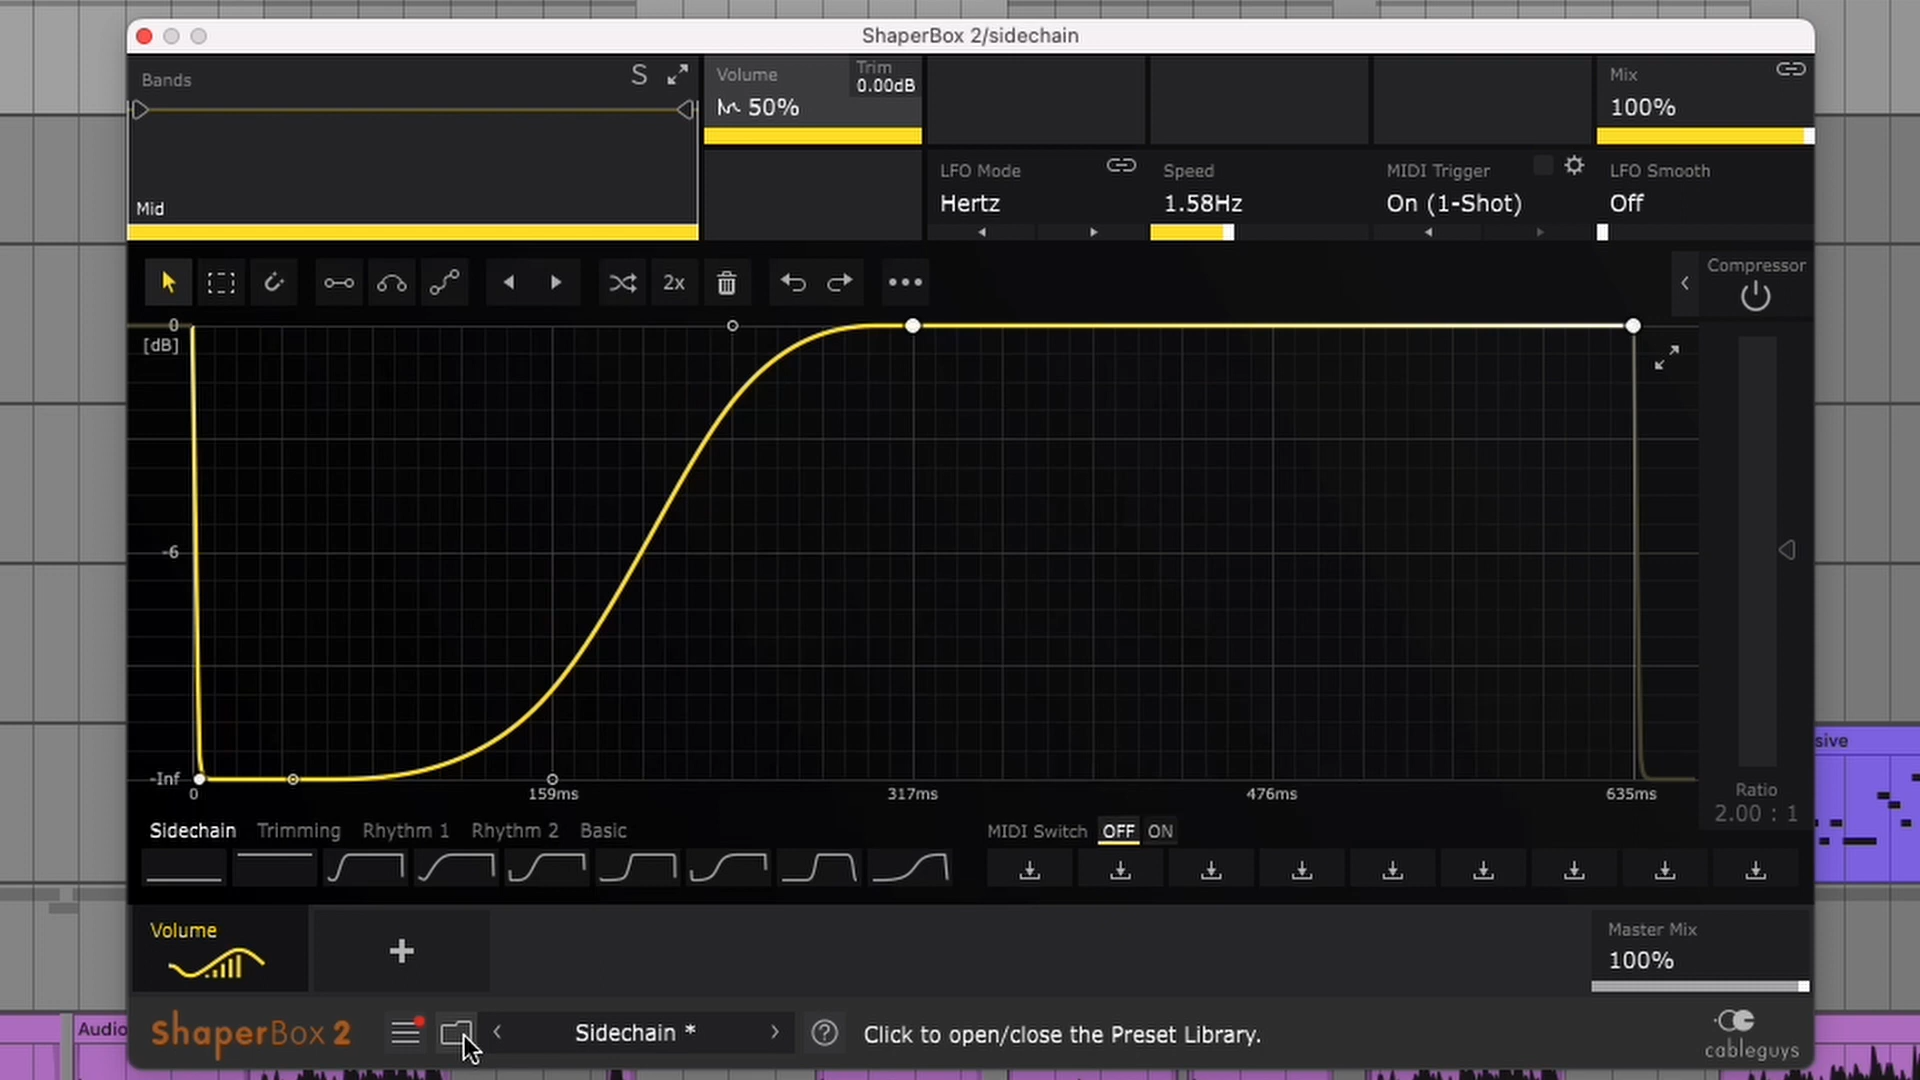 ShaperBox 2/sidechain
Bands
S
Volume
50%
Trim
0.00dB
Mix
100%
Mid
LFO Mode
Hertz
Speed
1.58Hz
MIDI Trigger
On (1-Shot)
LFO Smooth
Off
2x
Compressor
0
[dB]
-6
-Inf
0
159ms
317ms
476ms
635ms
Ratio
2.00 : 1
sive
Sidechain
Trimming
Rhythm 1
Rhythm 2
Basic
MIDI Switch
OFF
ON
Volume
+
Master Mix
100%
Audio
ShaperBox 2
Sidechain *
?
Click to open/close the Preset Library.
cableguys